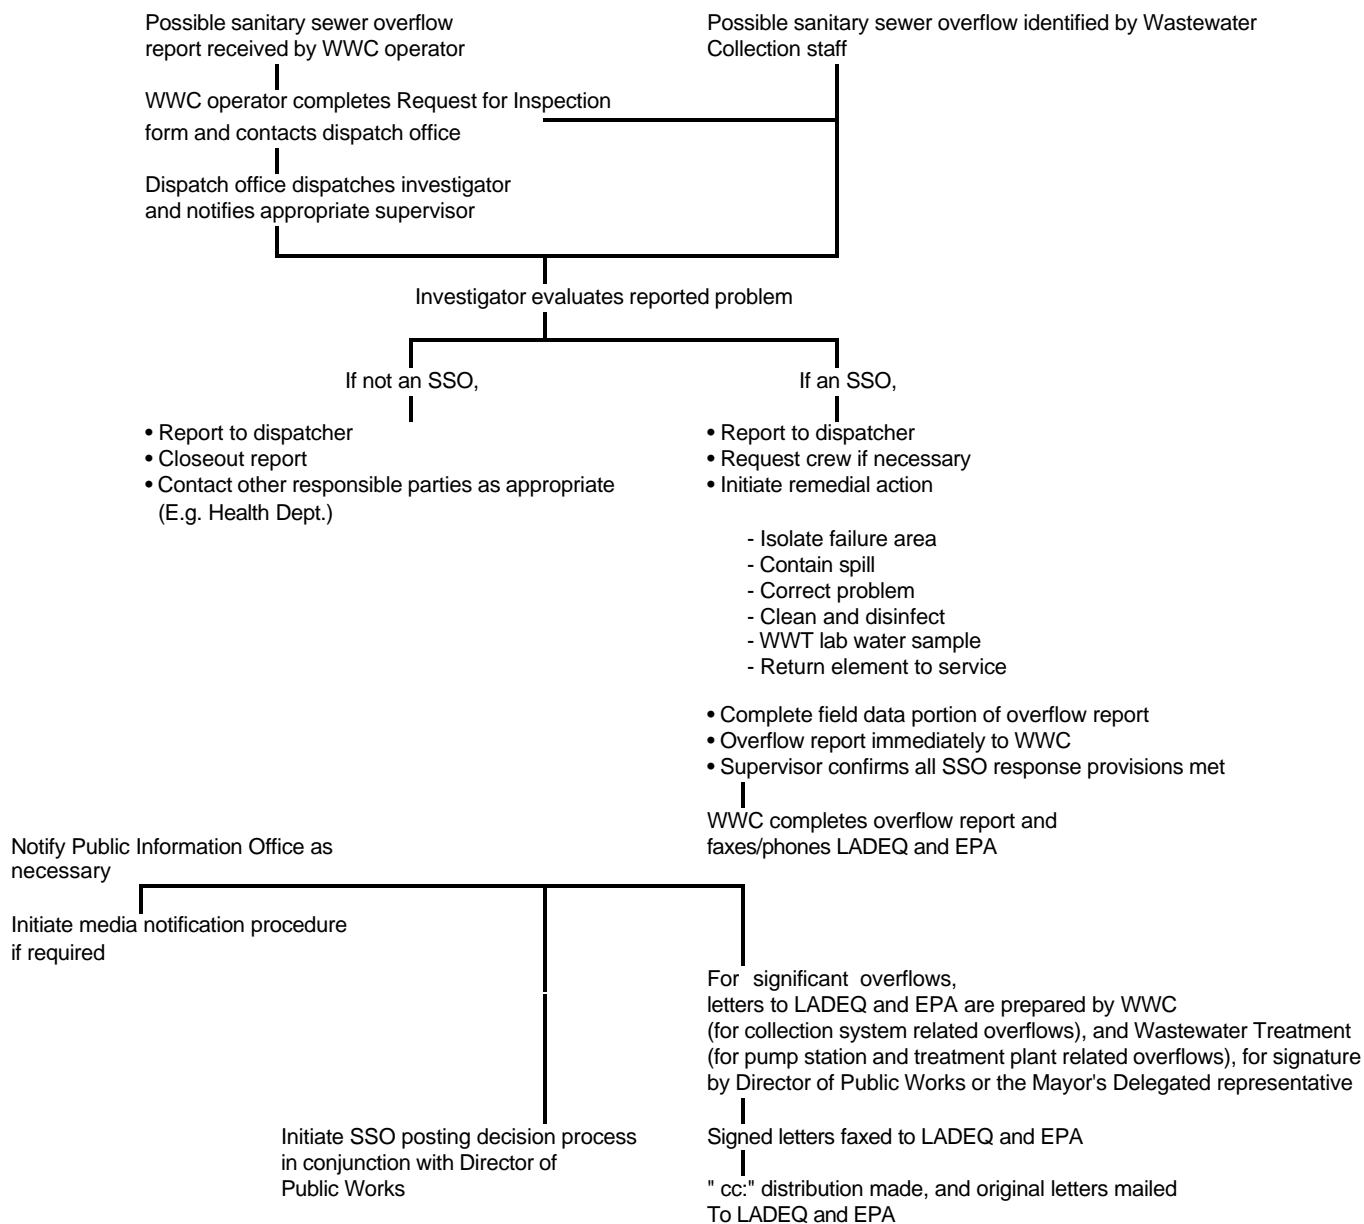 Possible sanitary sewer overflow
report received by WWC operator
Possible sanitary sewer overflow identified by Wastewater
Collection staff
WWC operator completes Request for Inspection
form and contacts dispatch office
Dispatch office dispatches investigator
and notifies appropriate supervisor
Investigator evaluates reported problem
If not an SSO,
• Report to dispatcher
• Closeout report
• Contact other responsible parties as appropriate
(E.g. Health Dept.)
If an SSO,
• Report to dispatcher
• Request crew if necessary
• Initiate remedial action
- Isolate failure area
- Contain spill
- Correct problem
- Clean and disinfect
- WWT lab water sample
- Return element to service
• Complete field data portion of overflow report
• Overflow report immediately to WWC
• Supervisor confirms all SSO response provisions met
WWC completes overflow report and
faxes/phones LADEQ and EPA
Notify Public Information Office as
necessary
Initiate media notification procedure
if required
Initiate SSO posting decision process
in conjunction with Director of
Public Works
For significant overflows,
letters to LADEQ and EPA are prepared by WWC
(for collection system related overflows), and Wastewater Treatment
(for pump station and treatment plant related overflows), for signature
by Director of Public Works or the Mayor's Delegated representative
Signed letters faxed to LADEQ and EPA
" cc:" distribution made, and original letters mailed
To LADEQ and EPA